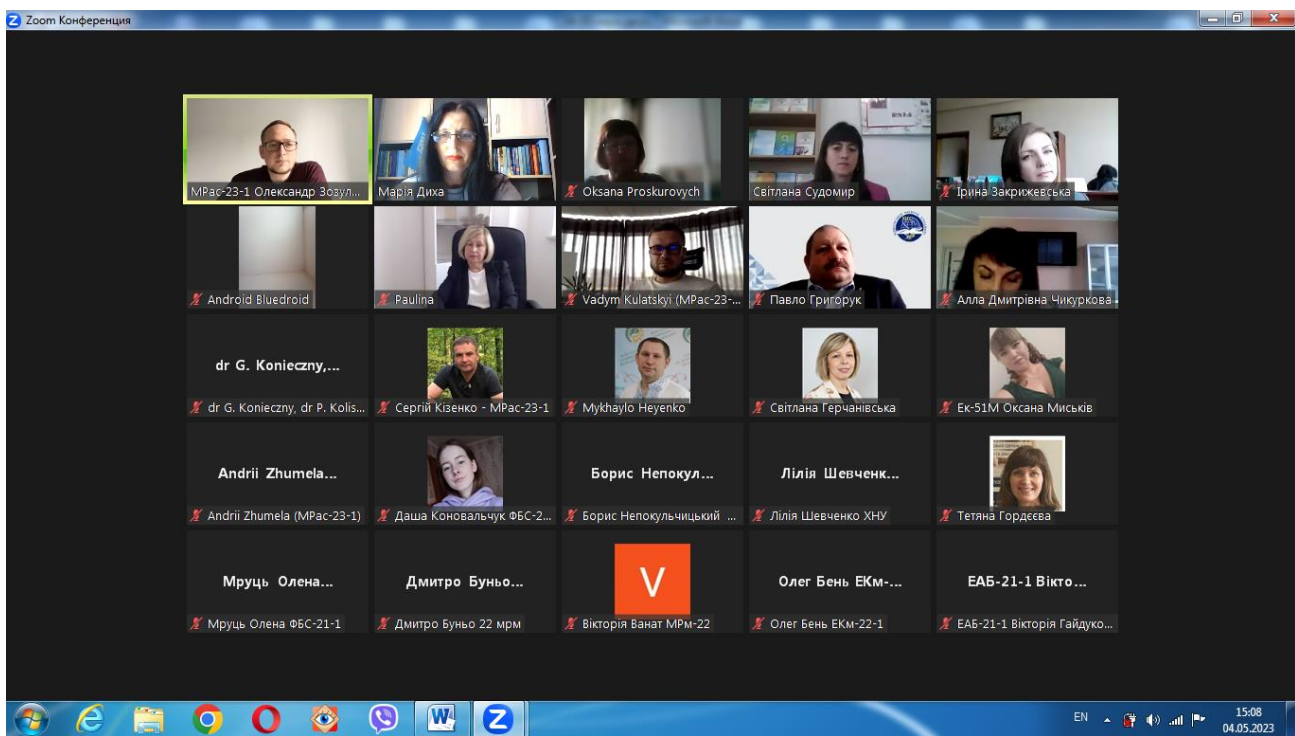 Zoom Конференция
МРас-23-1 Олександр Зозул...
Марія Диха
Oksana Proskurovych
Світлана Судомир
Ірина Закрижевська
Android Bluedroid
Paulina
Vadym Kulatskyi (MPac-23-...
Павло Григорук
Алла Дмитрівна Чикуркова
dr G. Konieczny,...
dr G. Konieczny, dr P. Kolis...
Сергій Кізенко - МРас-23-1
Mykhaylo Heyenko
Світлана Герчанівська
Ек-51М Оксана Миськів
Andrii Zhumela...
Andrii Zhumela (MPac-23-1)
Даша Коновальчук ФБС-2...
Борис Непокул...
Борис Непокульчицький ...
Лілія Шевченк...
Лілія Шевченко ХНУ
Тетяна Гордєєва
Мруць Олена...
Мруць Олена ФБС-21-1
Дмитро Буньо...
Дмитро Буньо 22 мрм
V
Вікторія Ванат МРм-22
Олег Бень ЕКм-...
Олег Бень ЕКм-22-1
ЕАБ-21-1 Вікто...
ЕАБ-21-1 Вікторія Гайдуко...
EN
15:08
04.05.2023